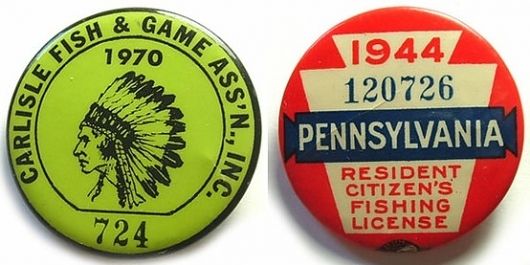 CARLISLE FISH & GAME ASS'N., INC.
1970
724
1944
120726
PENNSYLVANIA
RESIDENT
CITIZEN'S
FISHING
LICENSE